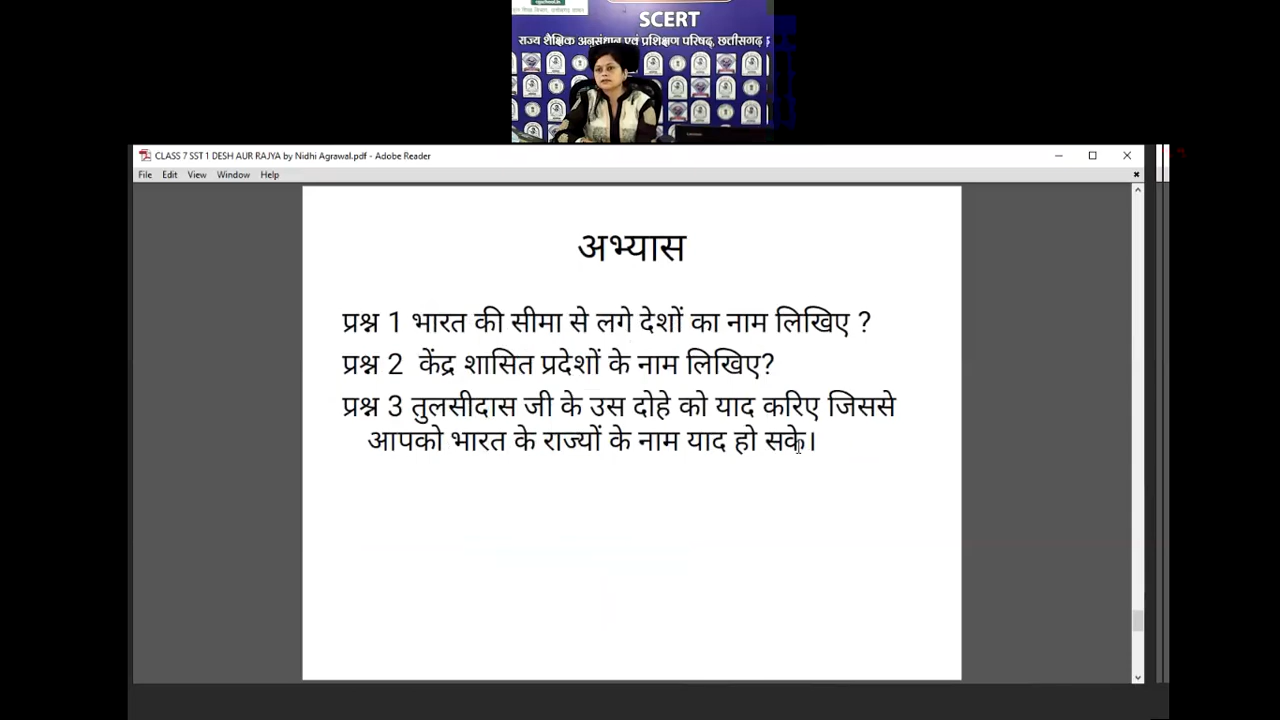 SCERT
राज्य शैक्षिक अनुसंधान एवं प्रशिक्षण परिषद, छत्तीसगढ़
CLASS 7 SST 1 DESH AUR RAJYA by Nidhi Agrawal.pdf - Adobe Reader
File Edit View Window Help
अभ्यास
प्रश्न 1 भारत की सीमा से लगे देशों का नाम लिखिए ?
प्रश्न 2 केंद्र शासित प्रदेशों के नाम लिखिए?
प्रश्न 3 तुलसीदास जी के उस दोहे को याद करिए जिससे
आपको भारत के राज्यों के नाम याद हो सके।